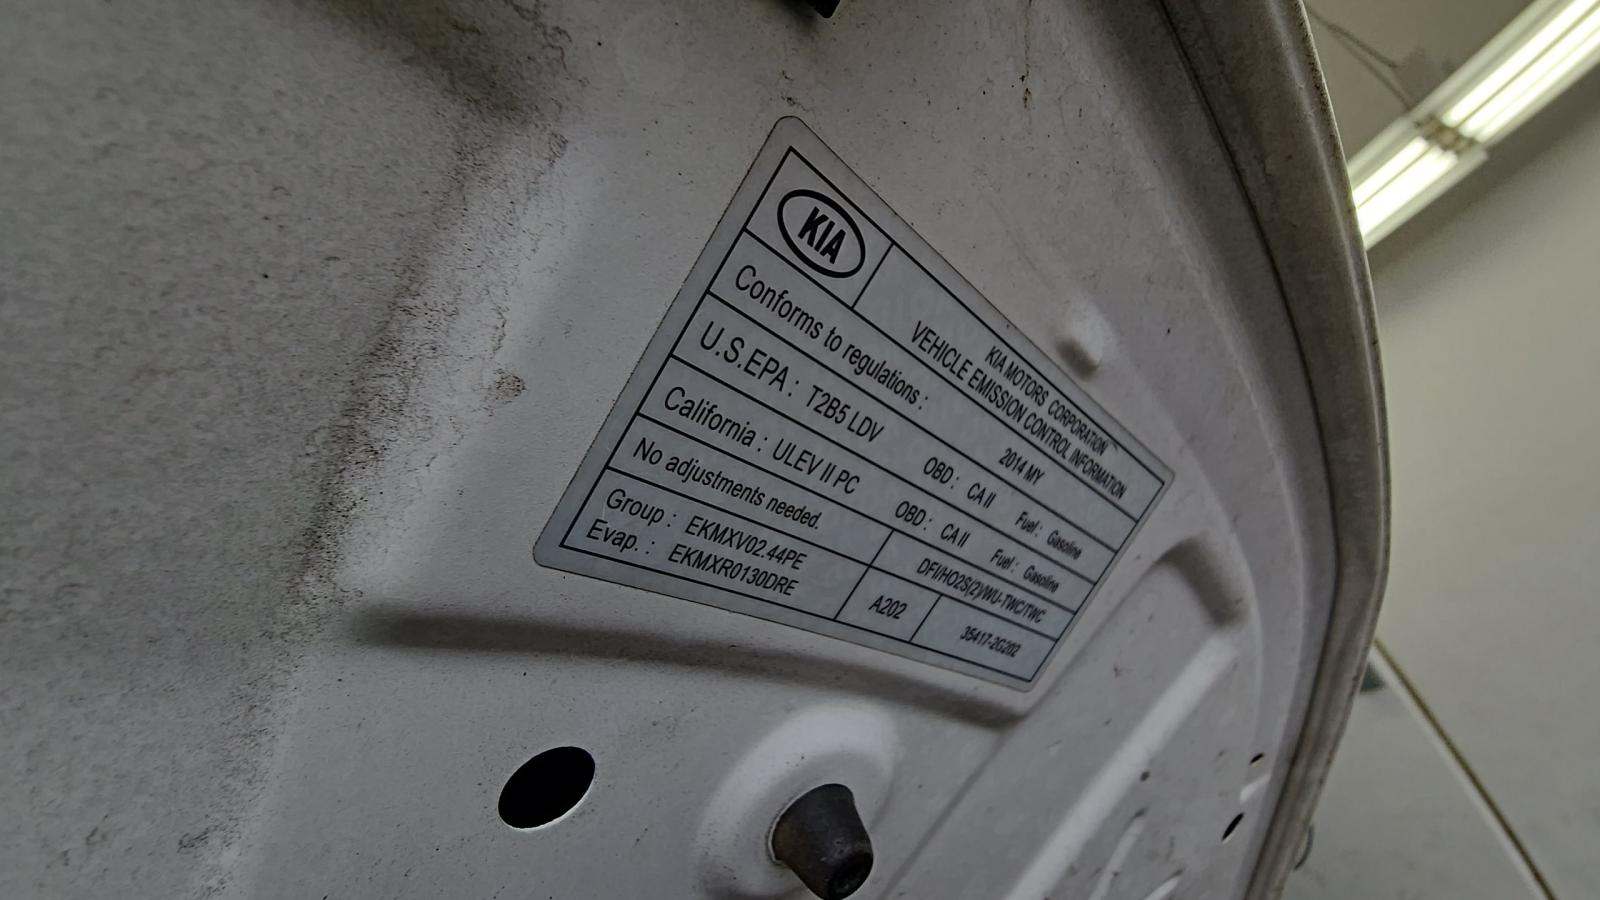 KIA
KIA MOTORS CORPORATION
VEHICLE EMISSION CONTROL INFORMATION
Conforms to regulations : 2014 MY
U.S.EPA : T2B5 LDV OBD : CA II Fuel : Gasoline
California : ULEV II PC OBD : CA II Fuel : Gasoline
No adjustments needed. DFI/HO2S(2)/WU-TWC/TWC
Group : EKMXV02.44PE
Evap. : EKMXR0130DRE
A202
35417-2G202